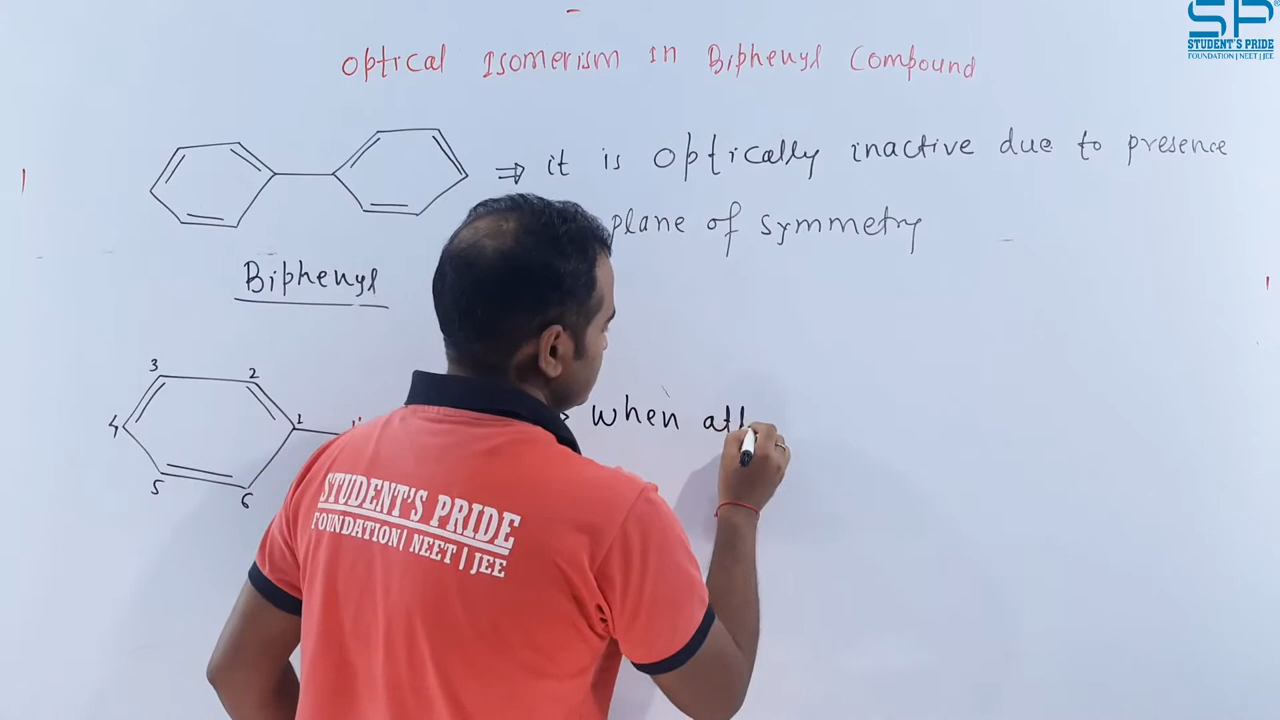 Optical Isomerism in Biphenyl Compound
SP
STUDENT'S PRIDE
FOUNDATION | NEET | JEE
⇒ it is optically inactive due to presence
plane of symmetry
Biphenyl
3 2
4 1
5 6
when
STUDENT'S PRIDE
FOUNDATION | NEET | JEE